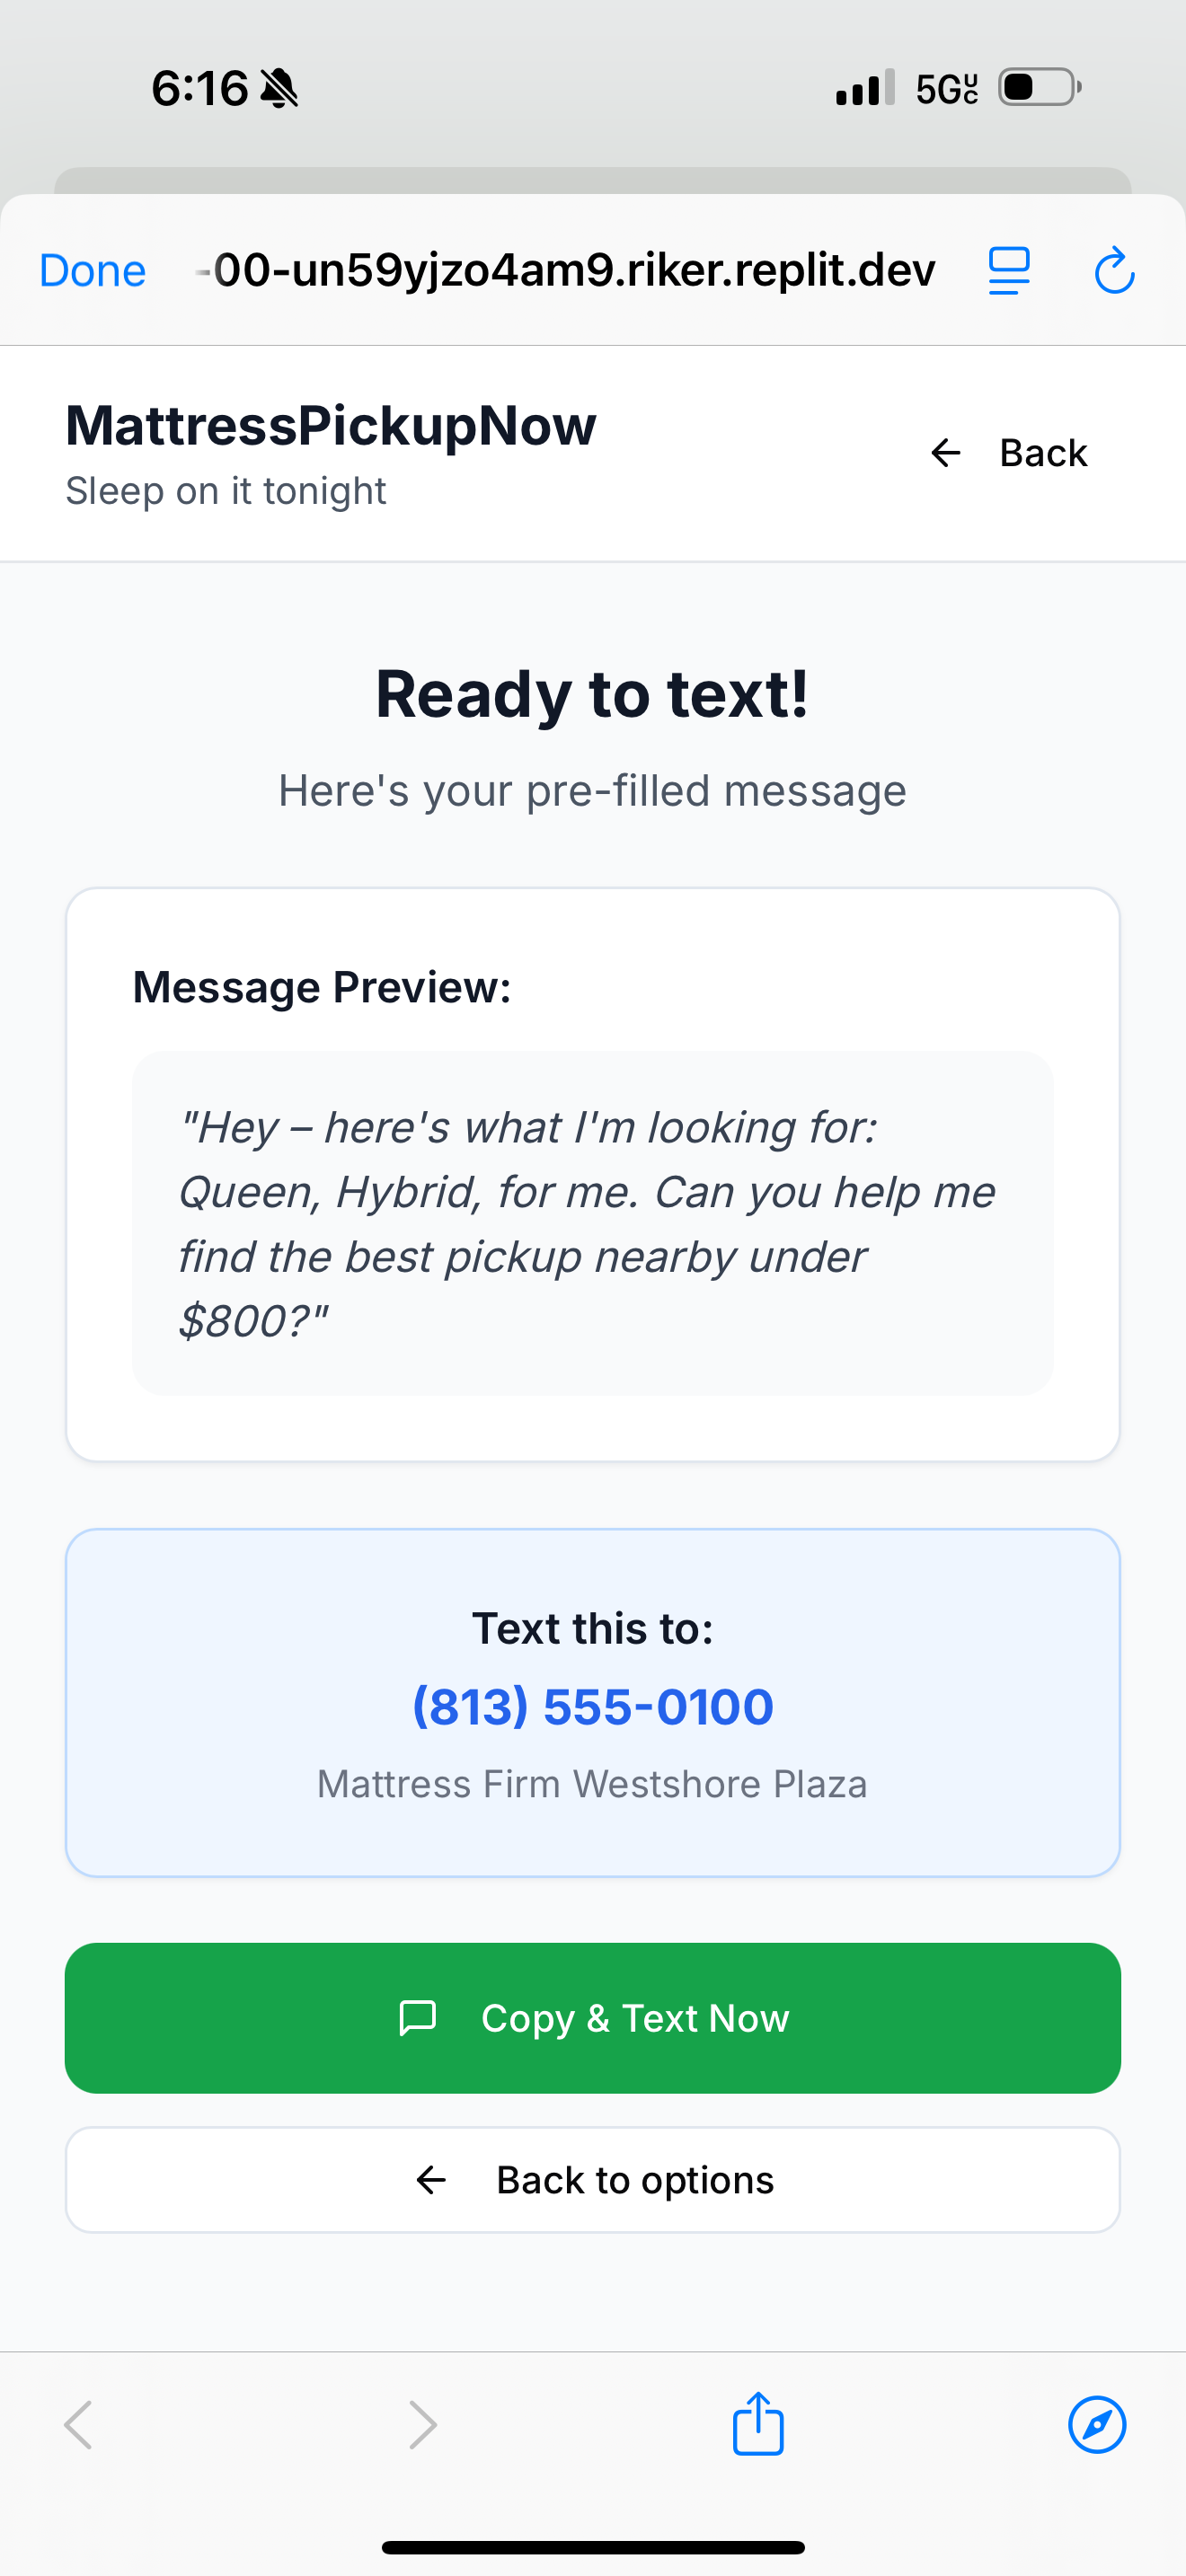 6:16
5G UC
Done
-00-un59yjzo4am9.riker.replit.dev
MattressPickupNow
Sleep on it tonight
Back
Ready to text!
Here's your pre-filled message
Message Preview:
"Hey – here's what I'm looking for:
Queen, Hybrid, for me. Can you help me
find the best pickup nearby under
$800?"
Text this to:
(813) 555-0100
Mattress Firm Westshore Plaza
Copy & Text Now
Back to options